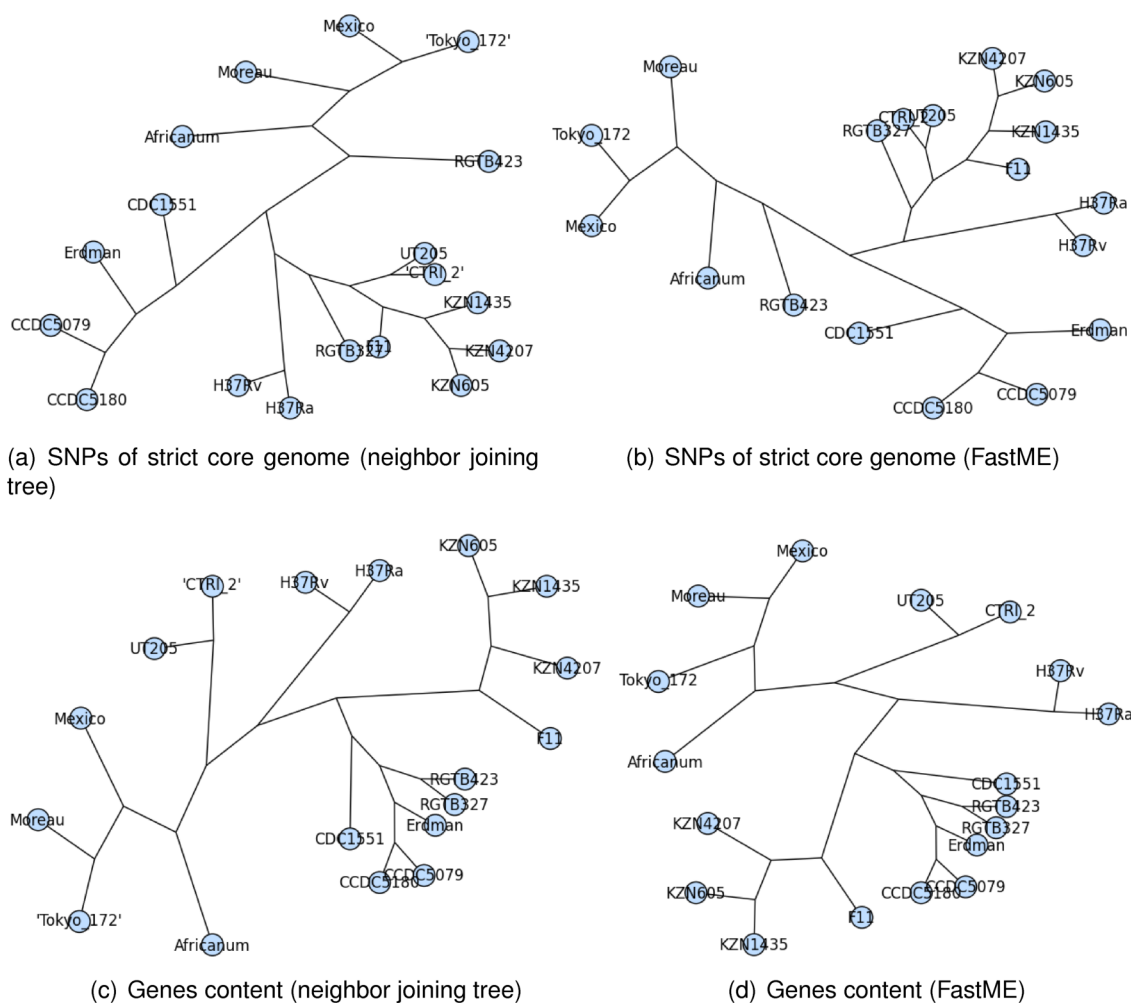 Mexico
'Tokyo_172'
Moreau
Africanum
RGTB423
CDC1551
Erdman
UT205
'CTRI_2'
CCDC5079
KZN1435
RGTB327
F11
KZN4207
H37Rv
KZN605
CCDC5180
H37Ra
(a) SNPs of strict core genome (neighbor joining
tree)
KZN4207
Moreau
KZN605
CTRI_2
UT205
RGTB327
Tokyo_172
KZN1435
F11
H37Ra
Mexico
H37Rv
Africanum
RGTB423
CDC1551
Erdman
CCDC5079
CCDC5180
(b) SNPs of strict core genome (FastME)
KZN605
'CTRI_2'
H37Rv
H37Ra
KZN1435
UT205
KZN4207
Mexico
F11
RGTB423
RGTB327
Moreau
Erdman
CDC1551
CCDC5079
CCDC5180
'Tokyo_172'
Africanum
(c) Genes content (neighbor joining tree)
Mexico
Moreau
UT205
CTRI_2
Tokyo_172
H37Rv
H37Ra
Africanum
CDC1551
RGTB423
KZN4207
RGTB327
Erdman
CCDC5079
CCDC5180
KZN605
F11
KZN1435
(d) Genes content (FastME)